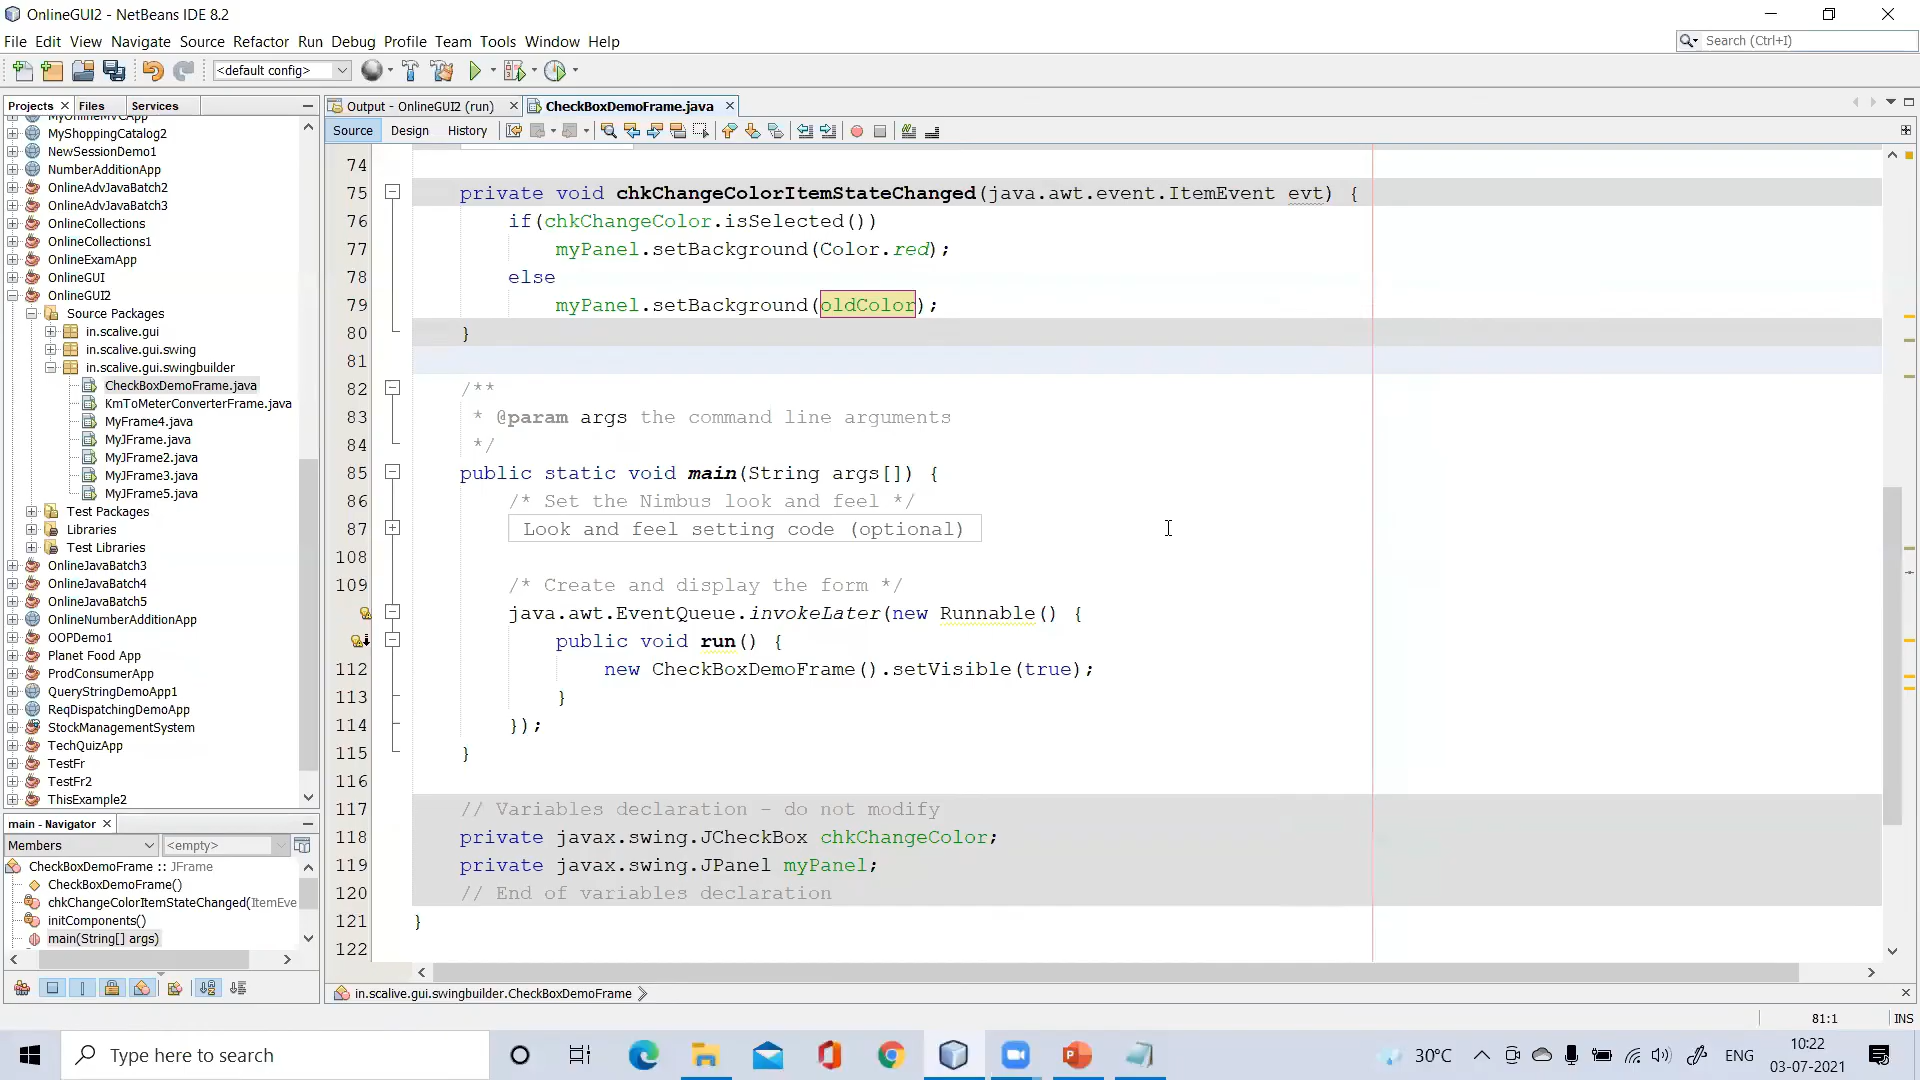 OnlineGUI2 - NetBeans IDE 8.2
File Edit View Navigate Source Refactor Run Debug Profile Team Tools Window Help
Search (Ctrl+I)
<default config>
Projects Files Services
MyOnlineMVCApp
MyShoppingCatalog2
NewSessionDemo1
NumberAdditionApp
OnlineAdvJavaBatch2
OnlineAdvJavaBatch3
OnlineCollections
OnlineCollections1
OnlineExamApp
OnlineGUI
OnlineGUI2
Source Packages
in.scalive.gui
in.scalive.gui.swing
in.scalive.gui.swingbuilder
CheckBoxDemoFrame.java
KmToMeterConverterFrame.java
MyFrame4.java
MyJFrame.java
MyJFrame2.java
MyJFrame3.java
MyJFrame5.java
Test Packages
Libraries
Test Libraries
OnlineJavaBatch3
OnlineJavaBatch4
OnlineJavaBatch5
OnlineNumberAdditionApp
OOPDemo1
Planet Food App
ProdConsumerApp
QueryStringDemoApp1
ReqDispatchingDemoApp
StockManagementSystem
TechQuizApp
TestFr
TestFr2
ThisExample2
main - Navigator
Members <empty>
CheckBoxDemoFrame :: JFrame
CheckBoxDemoFrame()
chkChangeColorItemStateChanged(ItemEve
initComponents()
main(String[] args)
Output - OnlineGUI2 (run) CheckBoxDemoFrame.java
Source Design History
74
75 private void chkChangeColorItemStateChanged(java.awt.event.ItemEvent evt) {
76 if(chkChangeColor.isSelected())
77 myPanel.setBackground(Color.red);
78 else
79 myPanel.setBackground(oldColor);
80 }
81
82 /**
83 * @param args the command line arguments
84 */
85 public static void main(String args[]) {
86 /* Set the Nimbus look and feel */
87 Look and feel setting code (optional)
108
109 /* Create and display the form */
java.awt.EventQueue.invokeLater(new Runnable() {
public void run() {
112 new CheckBoxDemoFrame().setVisible(true);
113 }
114 });
115 }
116
117 // Variables declaration - do not modify
118 private javax.swing.JCheckBox chkChangeColor;
119 private javax.swing.JPanel myPanel;
120 // End of variables declaration
121 }
122
in.scalive.gui.swingbuilder.CheckBoxDemoFrame
81:1 INS
Type here to search
30°C ENG
10:22
03-07-2021